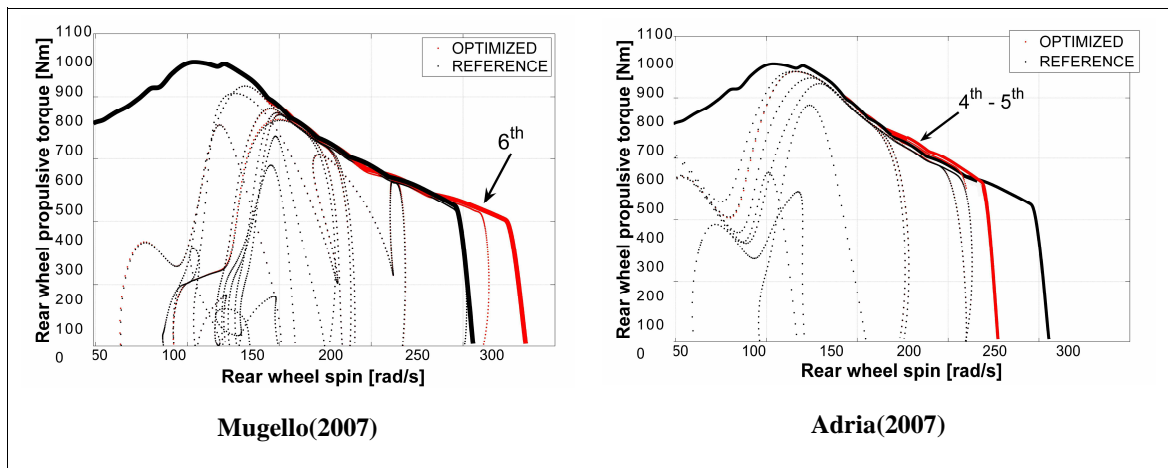 1100
1000
900
800
700
600
500
400
300
200
100
0
Rear wheel propulsive torque [Nm]
OPTIMIZED
REFERENCE
6th
50 100 150 200 250 300
Rear wheel spin [rad/s]
Mugello(2007)
1100
1000
900
800
700
600
500
400
300
200
100
0
Rear wheel propulsive torque [Nm]
OPTIMIZED
REFERENCE
4th - 5th
50 100 150 200 250 300
Rear wheel spin [rad/s]
Adria(2007)